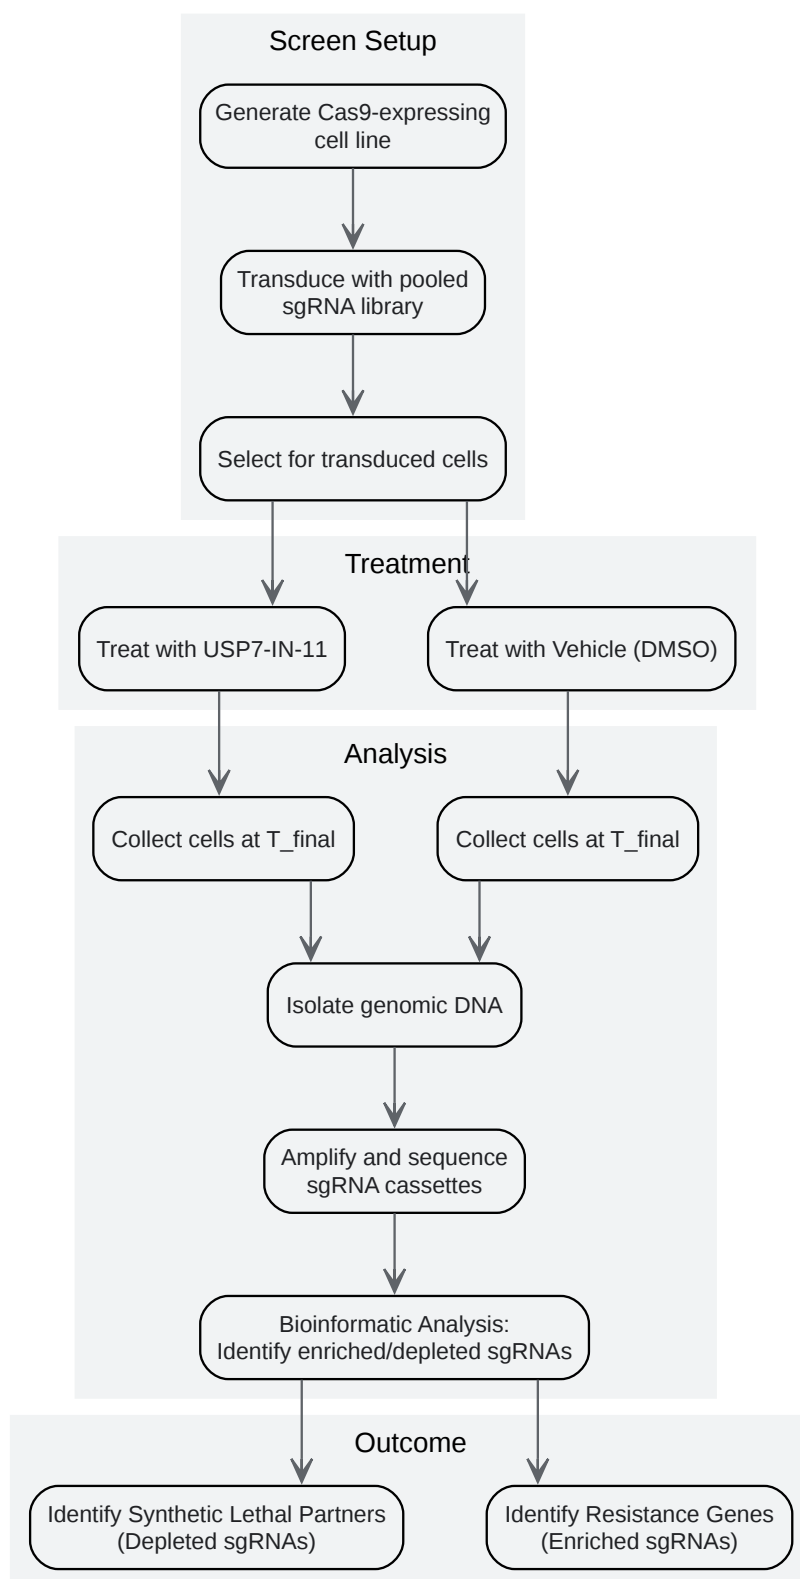 Screen Setup
Generate Cas9-expressing
cell line
Transduce with pooled
sgRNA library
Select for transduced cells
Treatment
Treat with USP7-IN-11
Treat with Vehicle (DMSO)
Analysis
Collect cells at T_final
Collect cells at T_final
Isolate genomic DNA
Amplify and sequence
sgRNA cassettes
Bioinformatic Analysis:
Identify enriched/depleted sgRNAs
Outcome
Identify Synthetic Lethal Partners
(Depleted sgRNAs)
Identify Resistance Genes
(Enriched sgRNAs)